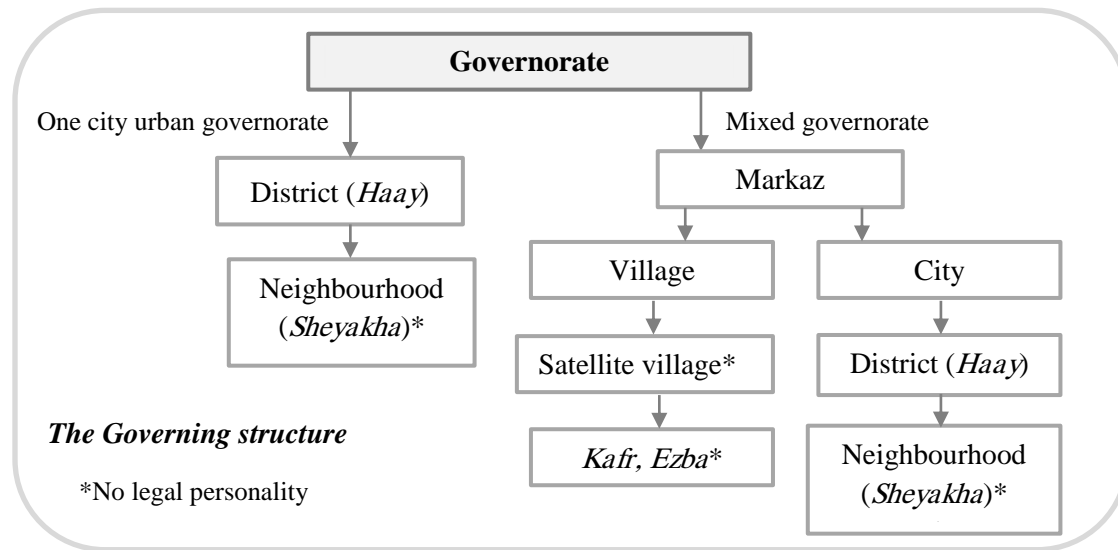 Governorate
One city urban governorate
Mixed governorate
District (Haay)
Markaz
Neighbourhood
(Sheyakha)*
Village
City
Satellite village*
District (Haay)
Kafr, Ezba*
Neighbourhood
(Sheyakha)*
The Governing structure
*No legal personality